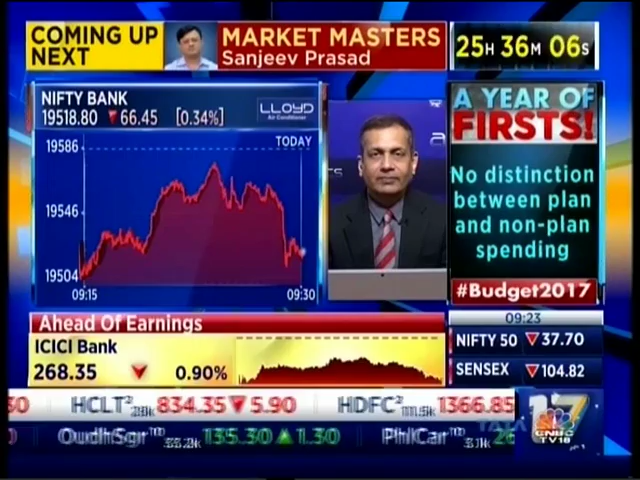 COMING UP
NEXT
MARKET MASTERS
Sanjeev Prasad
25H 36M 06S
NIFTY BANK
19518.80 ▼ 66.45 [0.34%]
LLOYD
Air Conditioner
TODAY
19586
19546
19504
09:15 09:30
A YEAR OF
FIRSTS!
No distinction
between plan
and non-plan
spending
#Budget2017
Ahead Of Earnings
ICICI Bank
268.35 ▼ 0.90%
09:23
NIFTY 50 ▼ 37.70
SENSEX ▼ 104.82
HCLT 834.35 ▼ 5.90 HDFC 1366.85
OudhSgr 135.30 ▲ 1.30 PhlCar
CNBC
TV18